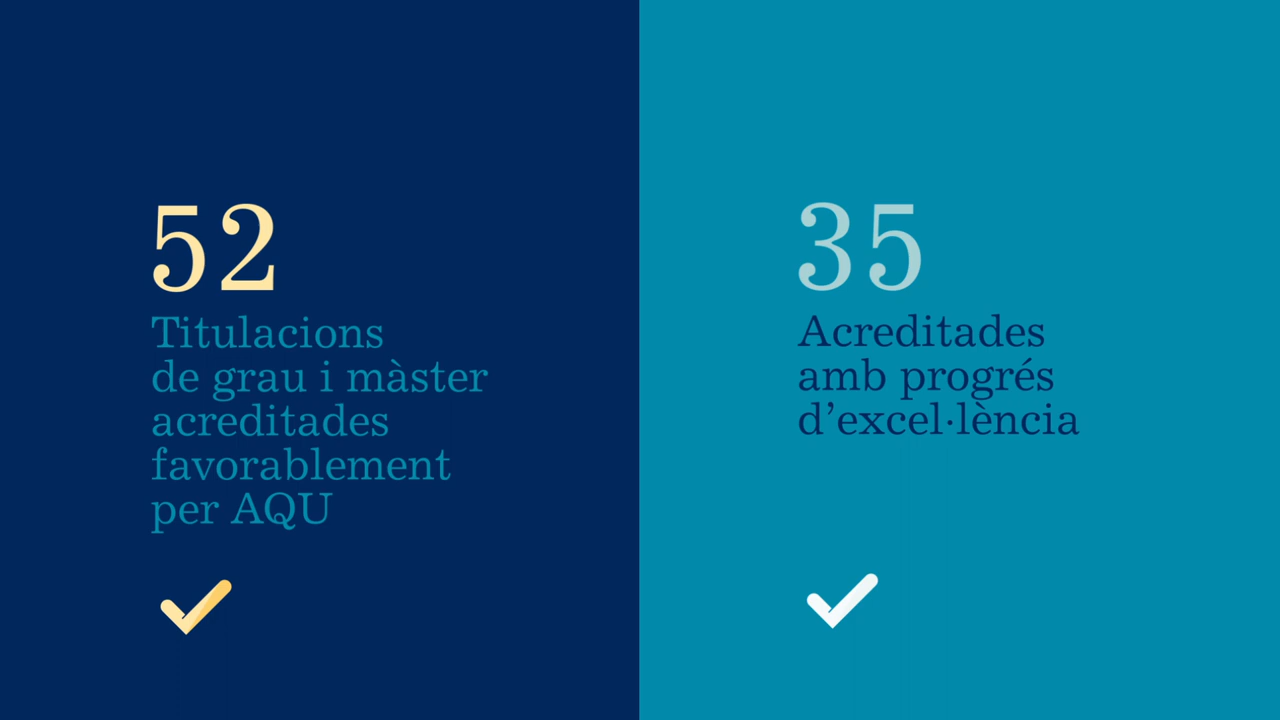 52
Titulacions
de grau i màster
acreditades
favorablement
per AQU
35
Acreditades
amb progrés
d’excel·lència